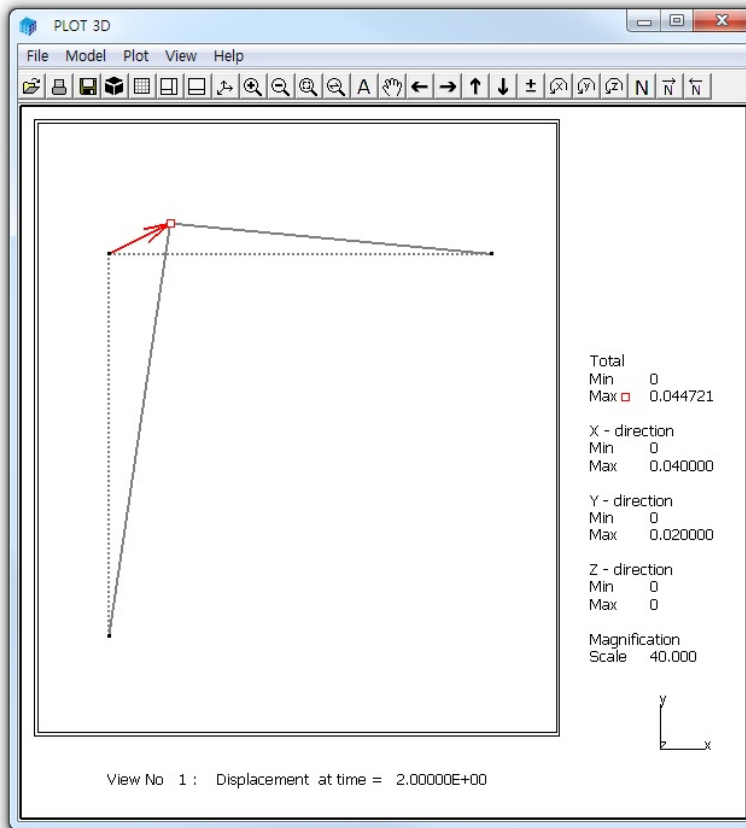 PLOT 3D
File Model Plot View Help
A X Y Z N N N
Total
Min 0
Max 0.044721
X - direction
Min 0
Max 0.040000
Y - direction
Min 0
Max 0.020000
Z - direction
Min 0
Max 0
Magnification
Scale 40.000
y
z x
View No 1 : Displacement at time = 2.00000E+00